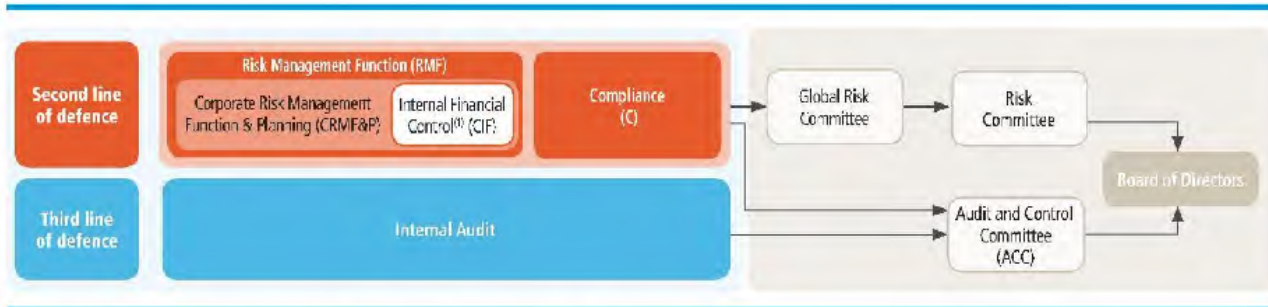 Second line
of defence
Risk Management Function (RMF)
Corporate Risk Management
Function & Planning (CRMF&P)
Internal Financial
Control(1) (CIF)
Compliance
(C)
Global Risk
Committee
Risk
Committee
Board of Directors
Third line
of defence
Internal Audit
Audit and Control
Committee
(ACC)